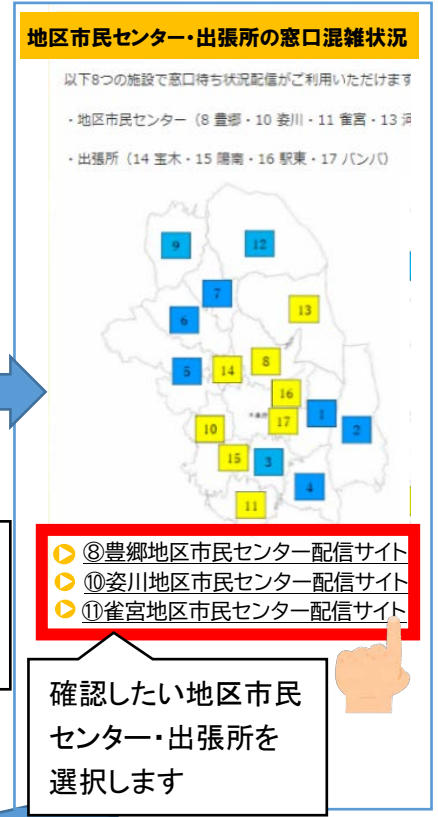 地区市民センター・出張所の窓口混雑状況
以下8つの施設で窓口待ち状況配信がご利用いただけます
・地区市民センター（8 豊郷・10 姿川・11 雀宮・13 河
・出張所（14 宝木・15 陽南・16 駅東・17 バンバ）
9
12
7
13
6
8
5
14
16
1
17
10
2
15
3
4
11
⑧豊郷地区市民センター配信サイト
⑩姿川地区市民センター配信サイト
⑪雀宮地区市民センター配信サイト
確認したい地区市民
センター・出張所を
選択します